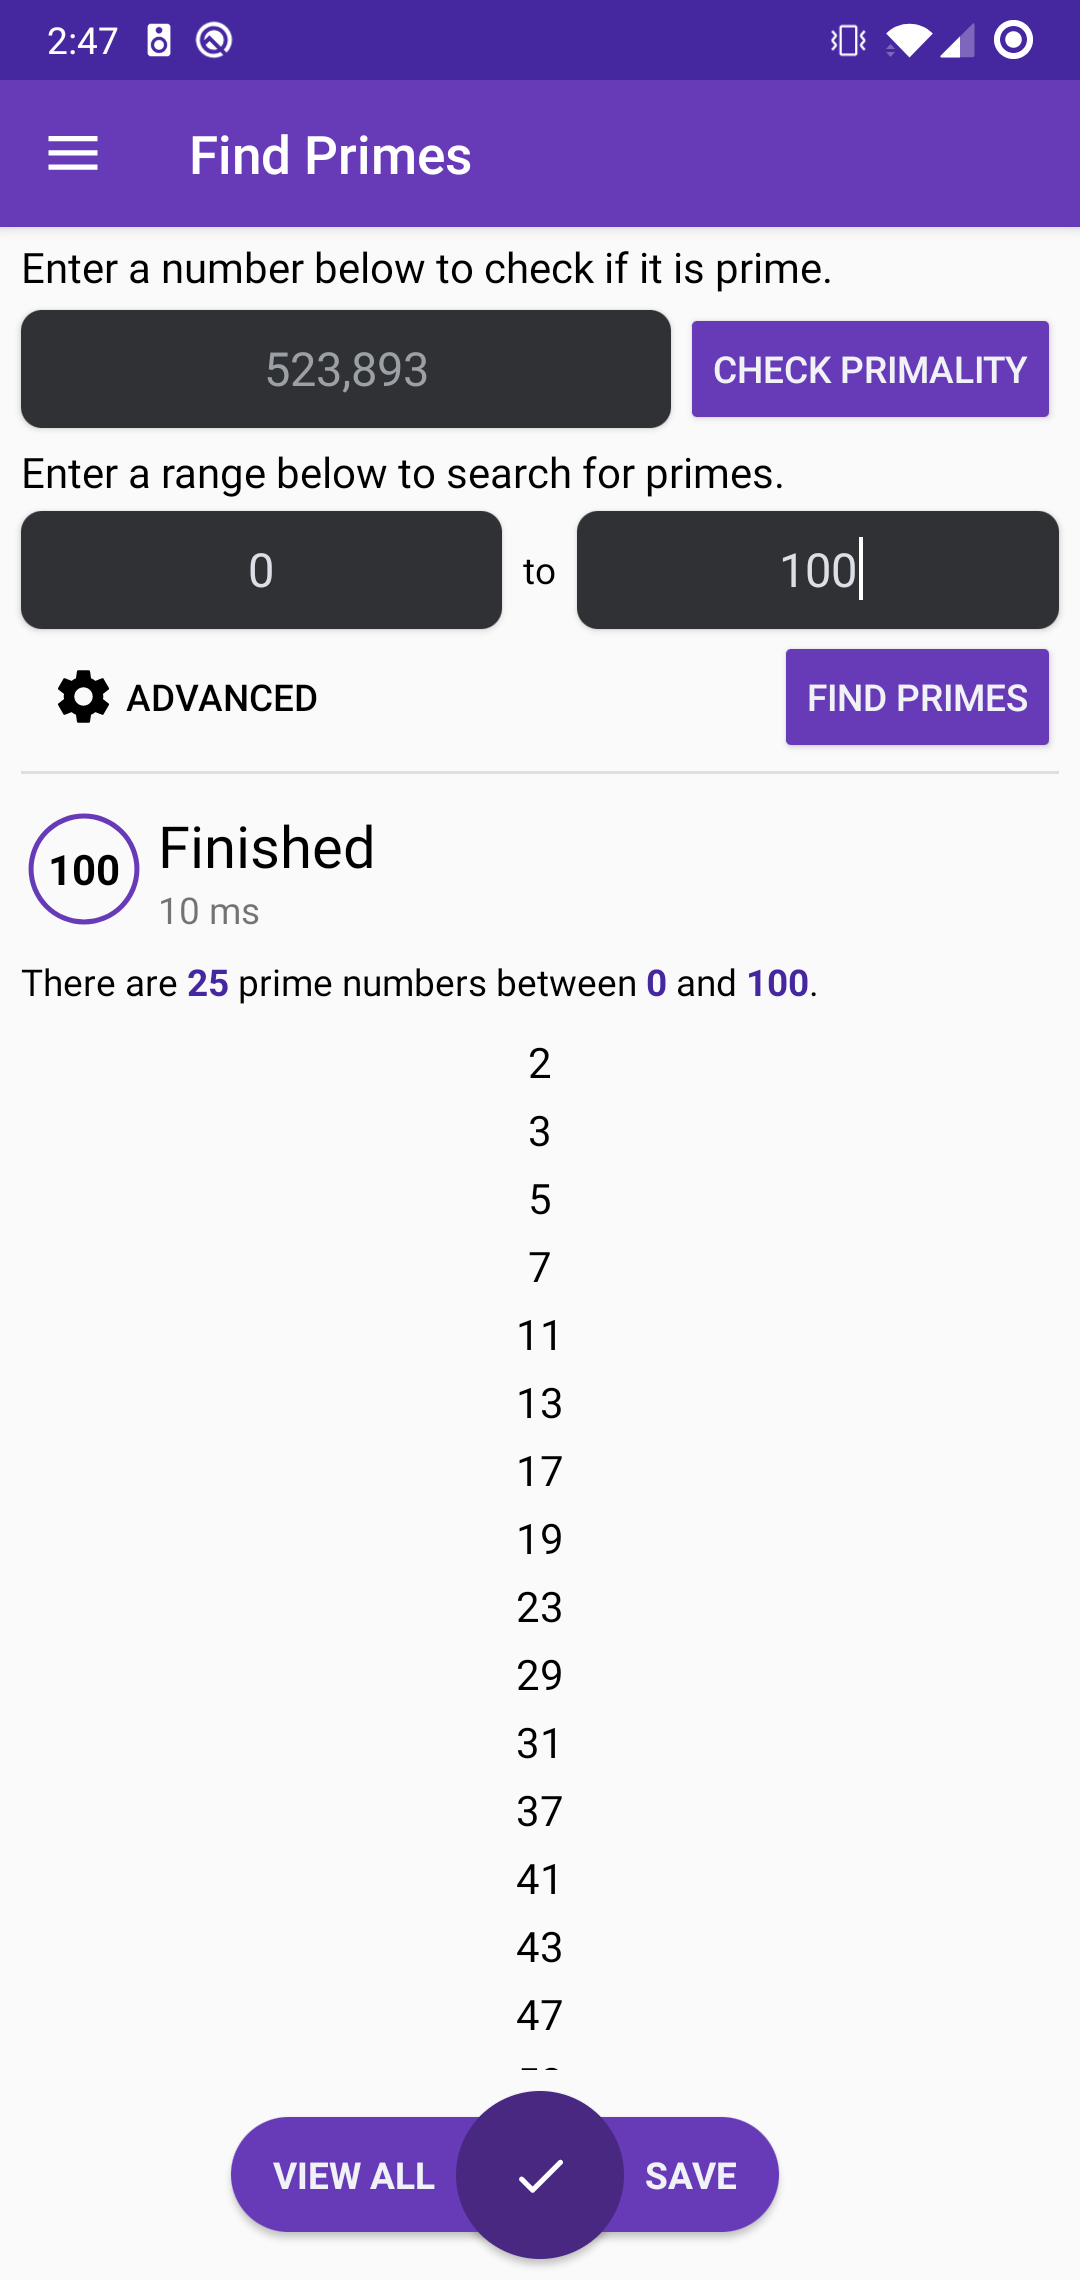 2:47
Find Primes
Enter a number below to check if it is prime.
523,893
CHECK PRIMALITY
Enter a range below to search for primes.
0 to 100
ADVANCED
FIND PRIMES
100
Finished
10 ms
There are 25 prime numbers between 0 and 100.
2
3
5
7
11
13
17
19
23
29
31
37
41
43
47
VIEW ALL
SAVE